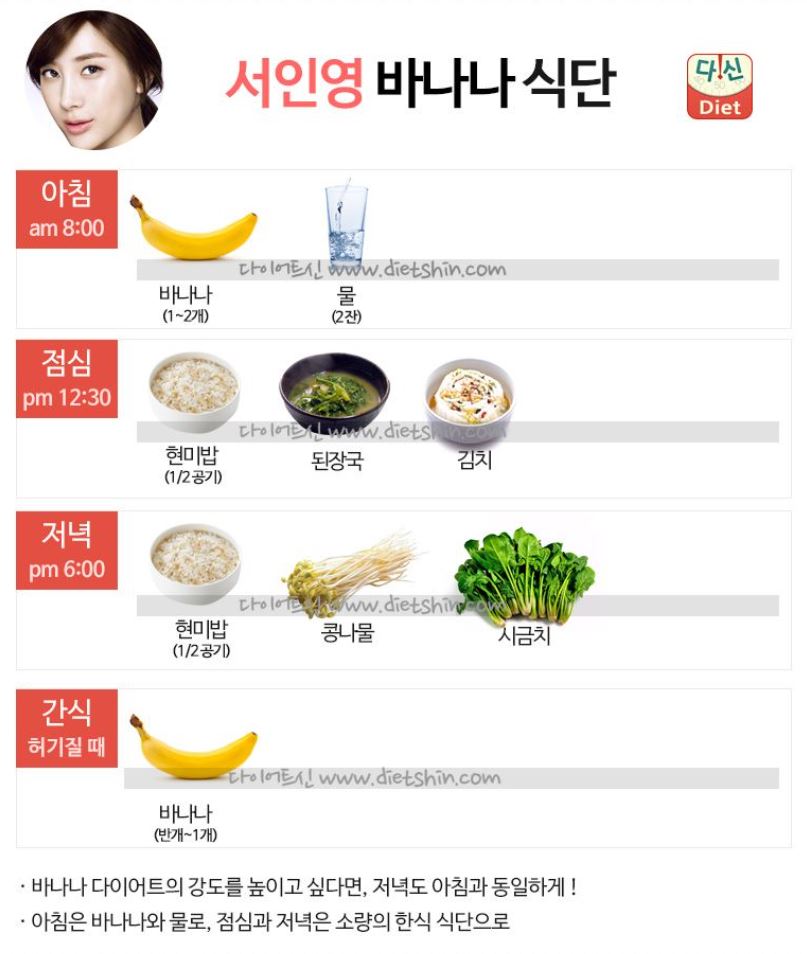 서인영 바나나 식단
다!신
Diet
아침
am 8:00
다이어트신 www.dietshin.com
바나나
(1~2개)
물
(2잔)
점심
pm 12:30
다이어트신 www.dietshin.com
현미밥
(1/2공기)
된장국
김치
저녁
pm 6:00
다이어트신 www.dietshin.com
현미밥
(1/2공기)
콩나물
시금치
간식
허기질 때
다이어트신 www.dietshin.com
바나나
(반개~1개)
· 바나나 다이어트의 강도를 높이고 싶다면, 저녁도 아침과 동일하게 !
· 아침은 바나나와 물로, 점심과 저녁은 소량의 한식 식단으로